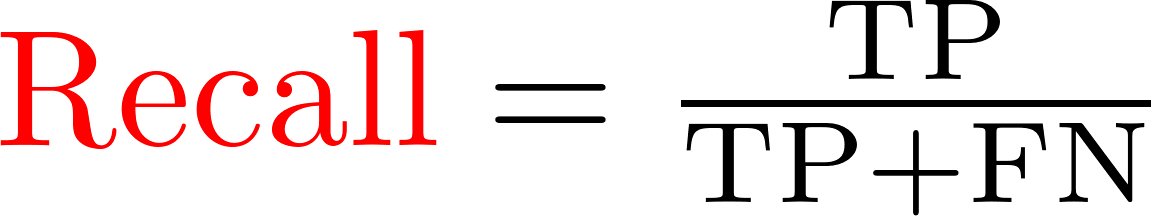 Recall = TP
TP+FN